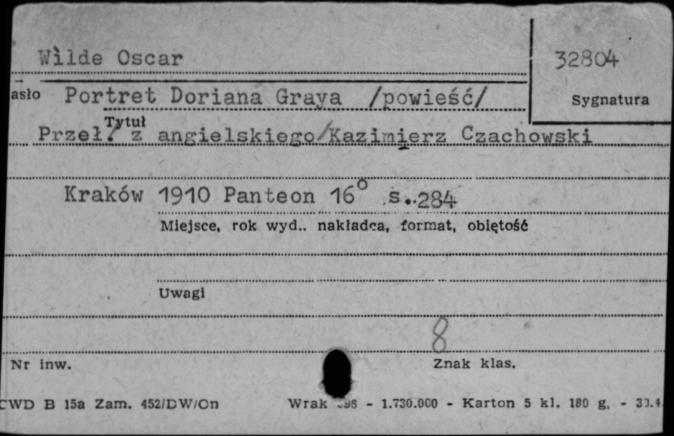 Wilde Oscar
32804
asło Portret Doriana Graya /powieść/
Sygnatura
Tytuł
Przeł. z angielskiego/Kazimierz Czachowski
Kraków 1910 Panteon 16° s..284
Miejsce, rok wyd.. nakładca, format, obiętość
Uwagi
8
Nr inw.
Znak klas.
CWD B 15a Zam. 452/DW/On Wrak - 1.730.000 - Karton 5 kl. 180 g. -